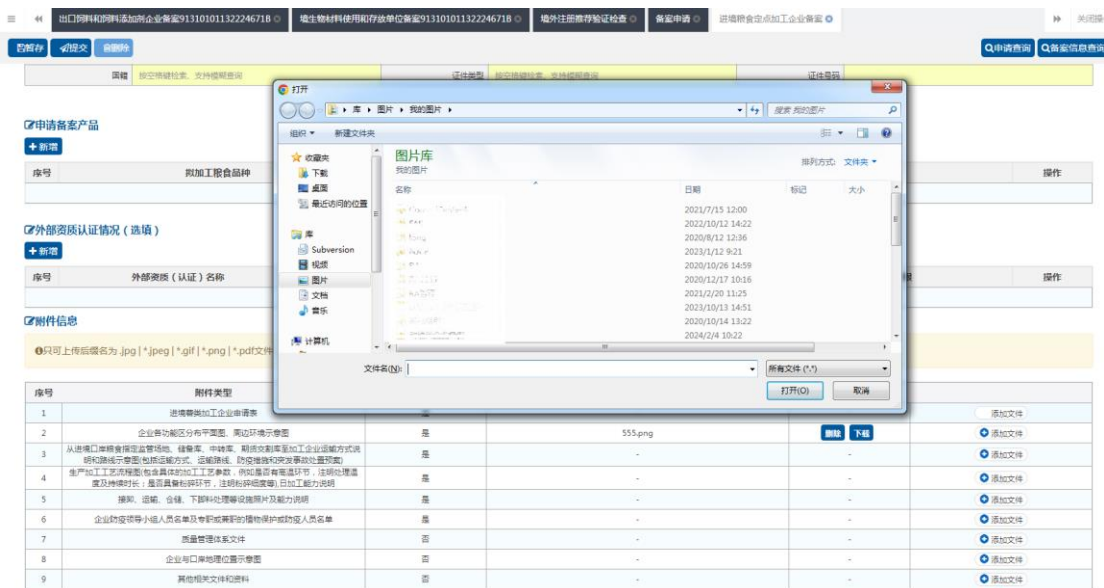 出口饲料和饲料添加剂企业备案913101011322246718
境生物材料使用和存放单位备案913101011322246718
境外注册推荐验证检查
备案申请
进境粮食定点加工企业备案
关闭操
暂存
提交
删除
申请查询
备案信息查询
国籍
按空格键检索、支持模糊查询
证件类型
按空格键检索、支持模糊查询
证件号码
申请备案产品
新增
序号
拟加工粮食品种
操作
外部资质认证情况（选填）
新增
序号
外部资质（认证）名称
操作
附件信息
只可上传后缀名为 .jpg | *.jpeg | *.gif | *.png | *.pdf文件
打开
库
图片
我的图片
搜索 我的图片
组织
新建文件夹
收藏夹
下载
桌面
最近访问的位置
库
Subversion
视频
图片
文档
音乐
计算机
图片库
我的图片
排列方式:
文件夹
名称
日期
标记
大小
2021/7/15 12:00
2022/10/12 14:22
2020/8/12 12:36
2023/1/12 9:21
2020/10/26 14:59
2020/12/17 10:16
2021/2/20 11:25
2023/10/13 14:51
2020/10/14 13:22
2024/2/4 10:22
文件名(N):
所有文件 (*.*)
打开(O)
取消
序号
附件类型
1
进境粮类加工企业申请表
添加文件
2
企业各功能区分布平面图、周边环境示意图
是
555.png
删除
下载
添加文件
3
从进境口岸粮食指定监管场地、储备库、中转库、期货交割库至加工企业运输方式说
明和路线示意图(包括运输方式、运输路线、防疫措施和突发事故处置预案)
是
-
-
添加文件
4
生产加工工艺流程图(包含具体的加工工艺参数，例如是否有高温环节，注明处理温
度及持续时长；是否具备粉碎环节，注明粉碎细度等),日加工能力说明
是
-
-
添加文件
5
接卸、运输、仓储、下脚料处理等设施照片及能力说明
是
-
-
添加文件
6
企业防疫领导小组人员名单及专职或兼职的植物保护或防疫人员名单
是
-
-
添加文件
7
质量管理体系文件
否
-
-
添加文件
8
企业与口岸地理位置示意图
否
-
-
添加文件
9
其他相关文件和资料
否
-
-
添加文件